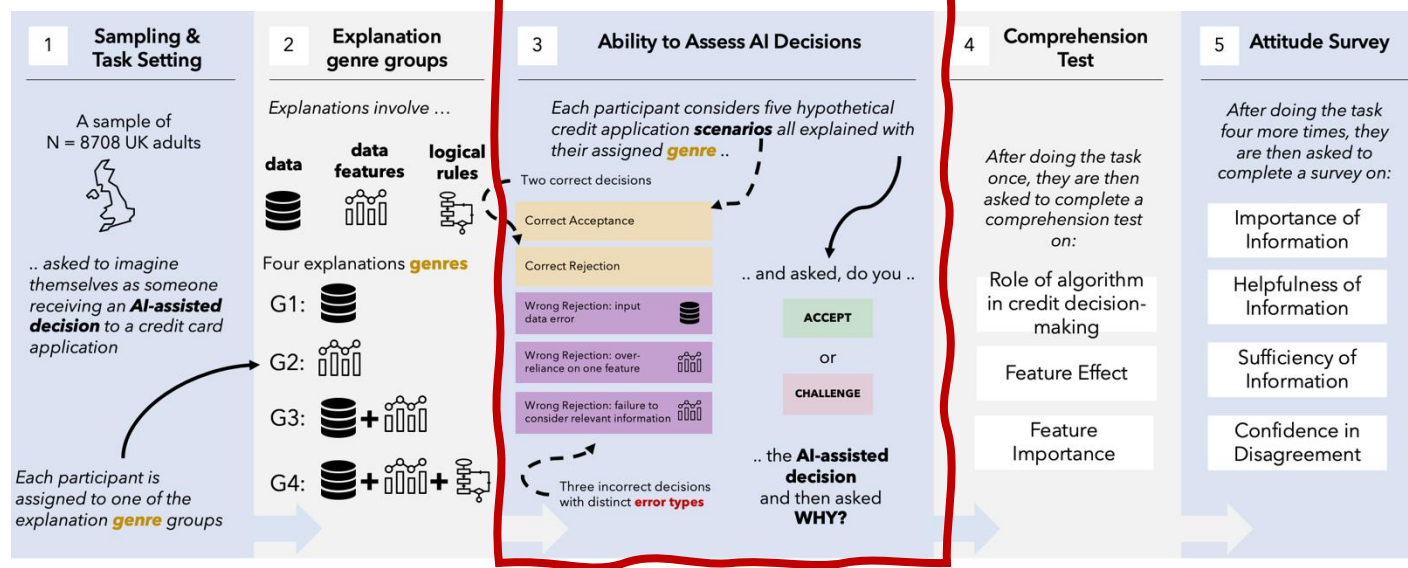 1
Sampling &
Task Setting
A sample of
N = 8708 UK adults
.. asked to imagine
themselves as someone
receiving an AI-assisted
decision to a credit card
application
Each participant is
assigned to one of the
explanation genre groups
2
Explanation
genre groups
Explanations involve ...
data
data
features
logical
rules
Four explanations genres
G1:
G2:
G3:
+
G4:
+
+
3
Ability to Assess AI Decisions
Each participant considers five hypothetical
credit application scenarios all explained with
their assigned genre ..
Two correct decisions
Correct Acceptance
Correct Rejection
Wrong Rejection: input
data error
Wrong Rejection: over-
reliance on one feature
Wrong Rejection: failure to
consider relevant information
Three incorrect decisions
with distinct error types
.. and asked, do you ..
ACCEPT
or
CHALLENGE
.. the AI-assisted
decision
and then asked
WHY?
4
Comprehension
Test
After doing the task
once, they are then
asked to complete a
comprehension test
on:
Role of algorithm
in credit decision-
making
Feature Effect
Feature
Importance
5
Attitude Survey
After doing the task
four more times, they
are then asked to
complete a survey on:
Importance of
Information
Helpfulness of
Information
Sufficiency of
Information
Confidence in
Disagreement